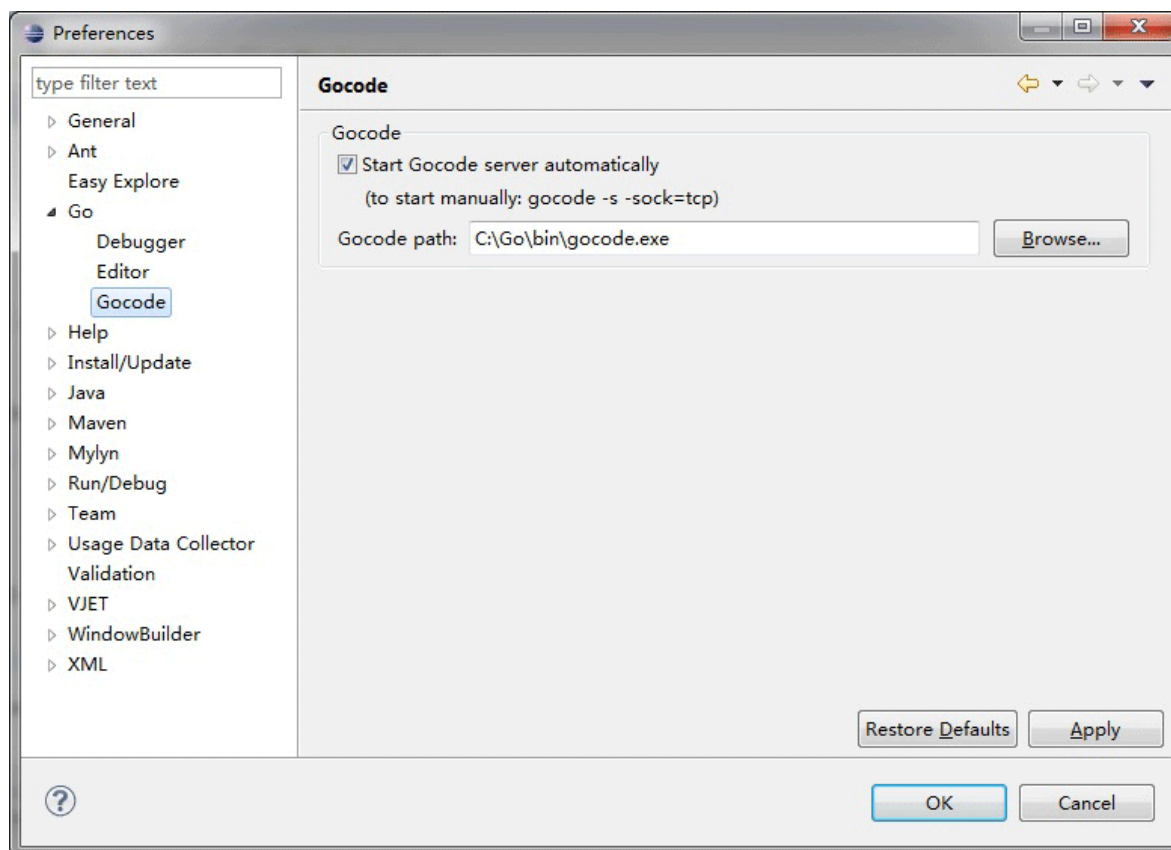 Preferences
type filter text
General
Ant
Easy Explore
Go
Debugger
Editor
Gocode
Help
Install/Update
Java
Maven
Mylyn
Run/Debug
Team
Usage Data Collector
Validation
VJET
WindowBuilder
XML
Gocode
Gocode
Start Gocode server automatically
(to start manually: gocode -s -sock=tcp)
Gocode path: C:\Go\bin\gocode.exe Browse...
Restore Defaults Apply
? OK Cancel